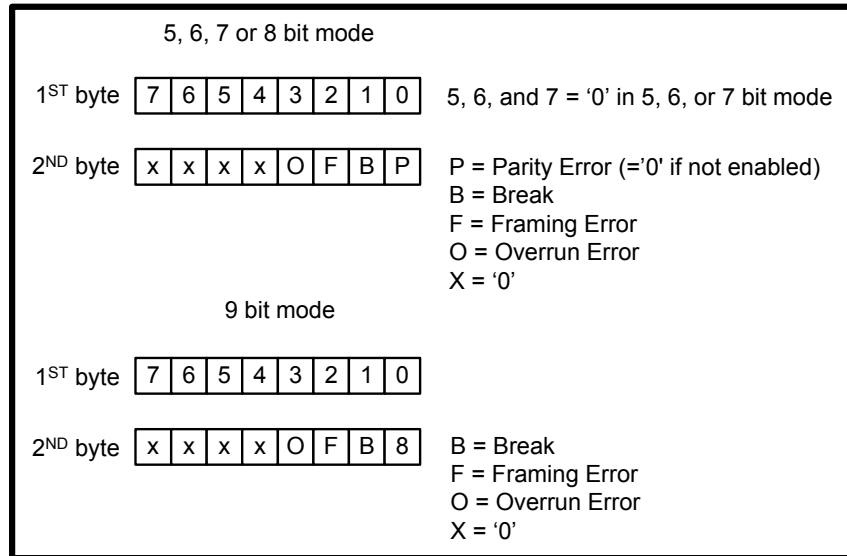 5, 6, 7 or 8 bit mode
1ST byte 7 6 5 4 3 2 1 0 5, 6, and 7 = ‘0’ in 5, 6, or 7 bit mode
2ND byte x x x x O F B P P = Parity Error (=’0' if not enabled)
B = Break
F = Framing Error
O = Overrun Error
X = ‘0’
9 bit mode
1ST byte 7 6 5 4 3 2 1 0
2ND byte x x x x O F B 8 B = Break
F = Framing Error
O = Overrun Error
X = ‘0’